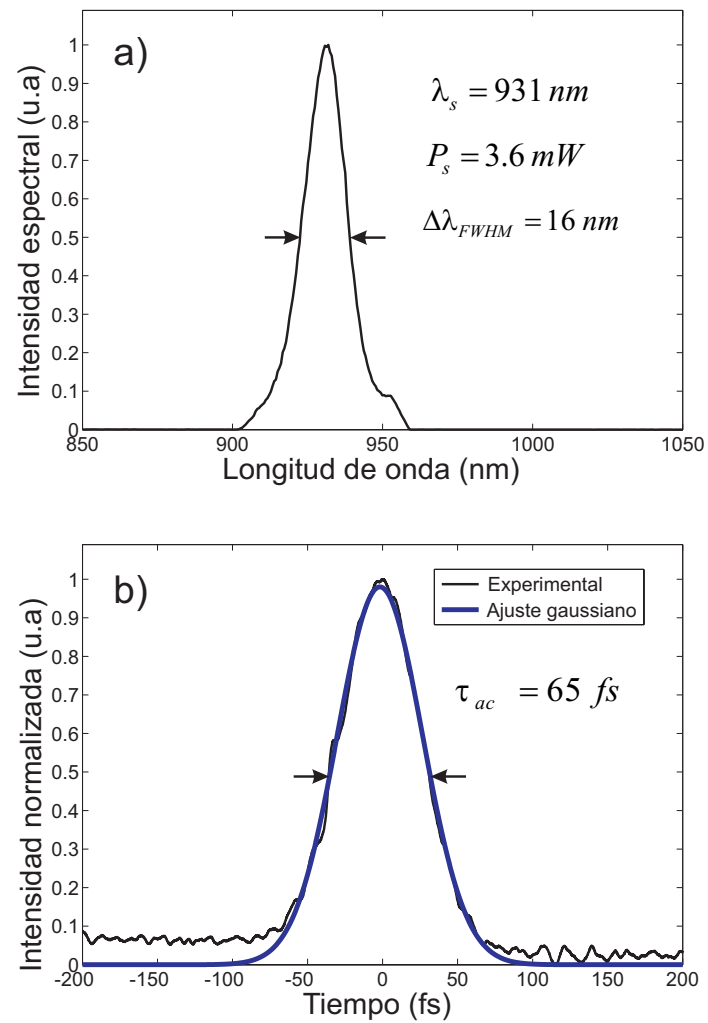 a)
λs = 931 nm
Ps = 3.6 mW
ΔλFWHM = 16 nm
Intensidad espectral (u.a)
1
0.9
0.8
0.7
0.6
0.5
0.4
0.3
0.2
0.1
0
850 900 950 1000 1050
Longitud de onda (nm)
b)
Experimental
Ajuste gaussiano
τac = 65 fs
Intensidad normalizada (u.a)
1
0.9
0.8
0.7
0.6
0.5
0.4
0.3
0.2
0.1
0
-200 -150 -100 -50 0 50 100 150 200
Tiempo (fs)